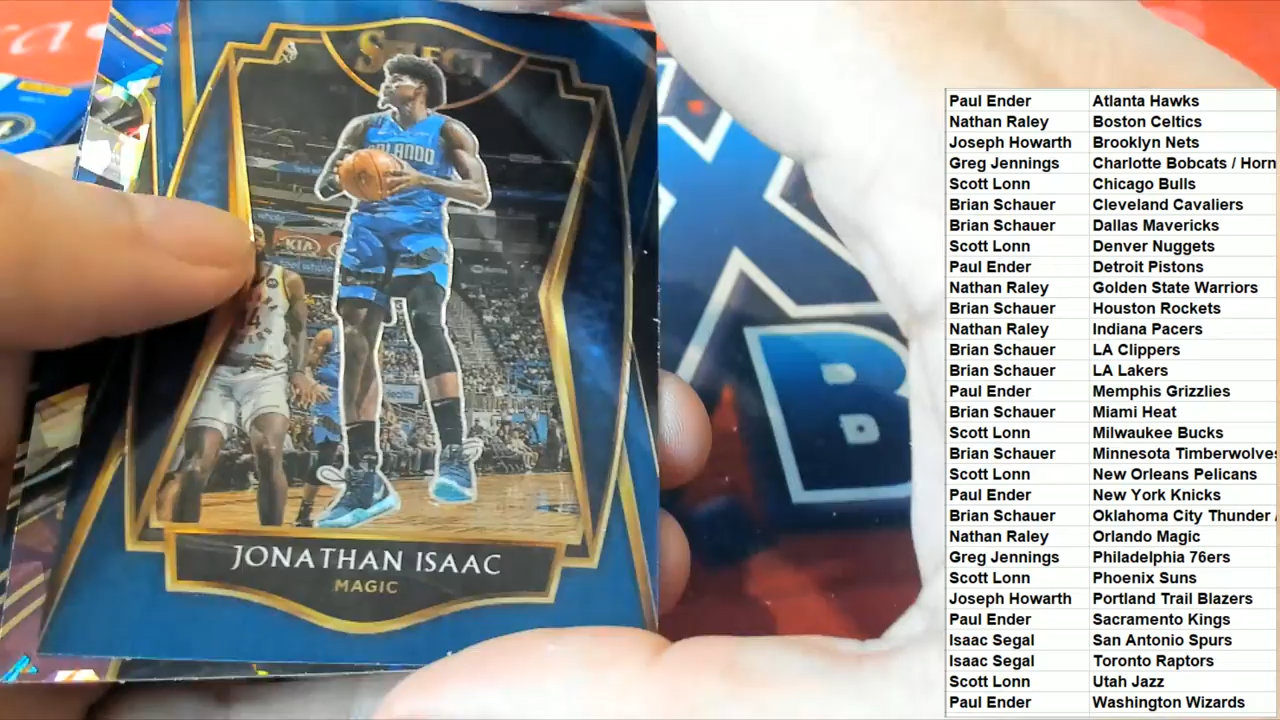 SELECT
ORLANDO
KIA
JONATHAN ISAAC
MAGIC
B
Paul Ender Atlanta Hawks
Nathan Raley Boston Celtics
Joseph Howarth Brooklyn Nets
Greg Jennings Charlotte Bobcats / Horn
Scott Lonn Chicago Bulls
Brian Schauer Cleveland Cavaliers
Brian Schauer Dallas Mavericks
Scott Lonn Denver Nuggets
Paul Ender Detroit Pistons
Nathan Raley Golden State Warriors
Brian Schauer Houston Rockets
Nathan Raley Indiana Pacers
Brian Schauer LA Clippers
Brian Schauer LA Lakers
Paul Ender Memphis Grizzlies
Brian Schauer Miami Heat
Scott Lonn Milwaukee Bucks
Brian Schauer Minnesota Timberwolves
Scott Lonn New Orleans Pelicans
Paul Ender New York Knicks
Brian Schauer Oklahoma City Thunder /
Nathan Raley Orlando Magic
Greg Jennings Philadelphia 76ers
Scott Lonn Phoenix Suns
Joseph Howarth Portland Trail Blazers
Paul Ender Sacramento Kings
Isaac Segal San Antonio Spurs
Isaac Segal Toronto Raptors
Scott Lonn Utah Jazz
Paul Ender Washington Wizards